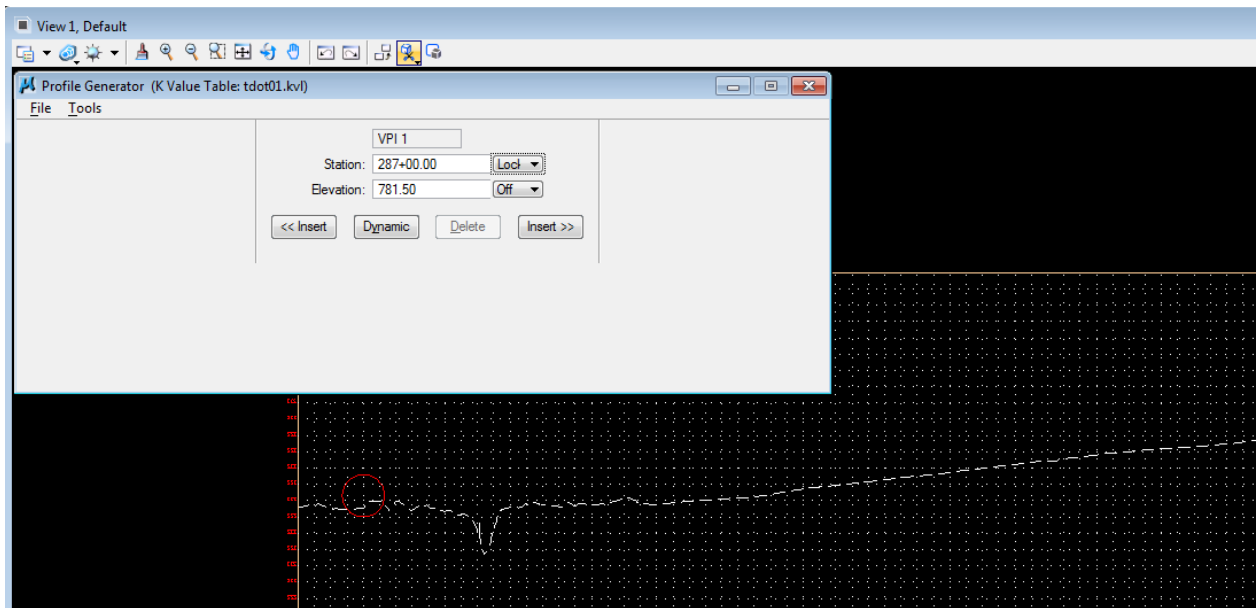 View 1, Default
Profile Generator (K Value Table: tdot01.kvl)
File Tools
VPI 1
Station: 287+00.00 Lock
Elevation: 781.50 Off
<< Insert Dynamic Delete Insert >>